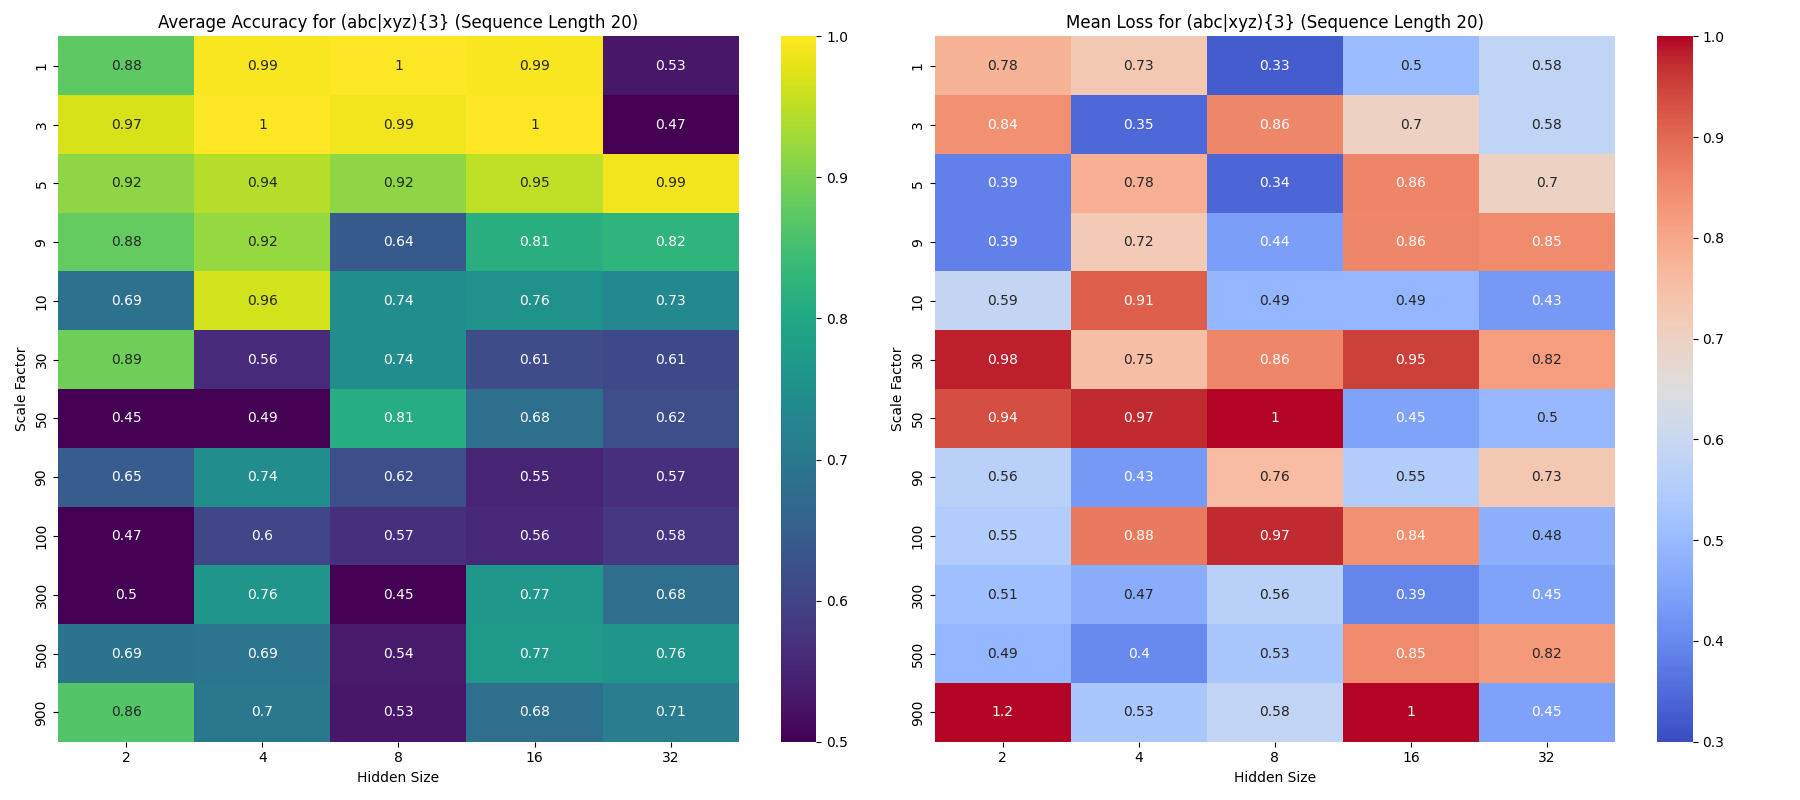 Average Accuracy for (abc|xyz){3} (Sequence Length 20)
Scale Factor
1 0.88 0.99 1 0.99 0.53
3 0.97 1 0.99 1 0.47
5 0.92 0.94 0.92 0.95 0.99
9 0.88 0.92 0.64 0.81 0.82
10 0.69 0.96 0.74 0.76 0.73
30 0.89 0.56 0.74 0.61 0.61
50 0.45 0.49 0.81 0.68 0.62
90 0.65 0.74 0.62 0.55 0.57
100 0.47 0.6 0.57 0.56 0.58
300 0.5 0.76 0.45 0.77 0.68
500 0.69 0.69 0.54 0.77 0.76
900 0.86 0.7 0.53 0.68 0.71
2 4 8 16 32
Hidden Size
1.0
0.9
0.8
0.7
0.6
0.5
Mean Loss for (abc|xyz){3} (Sequence Length 20)
Scale Factor
1 0.78 0.73 0.33 0.5 0.58
3 0.84 0.35 0.86 0.7 0.58
5 0.39 0.78 0.34 0.86 0.7
9 0.39 0.72 0.44 0.86 0.85
10 0.59 0.91 0.49 0.49 0.43
30 0.98 0.75 0.86 0.95 0.82
50 0.94 0.97 1 0.45 0.5
90 0.56 0.43 0.76 0.55 0.73
100 0.55 0.88 0.97 0.84 0.48
300 0.51 0.47 0.56 0.39 0.45
500 0.49 0.4 0.53 0.85 0.82
900 1.2 0.53 0.58 1 0.45
2 4 8 16 32
Hidden Size
1.0
0.9
0.8
0.7
0.6
0.5
0.4
0.3